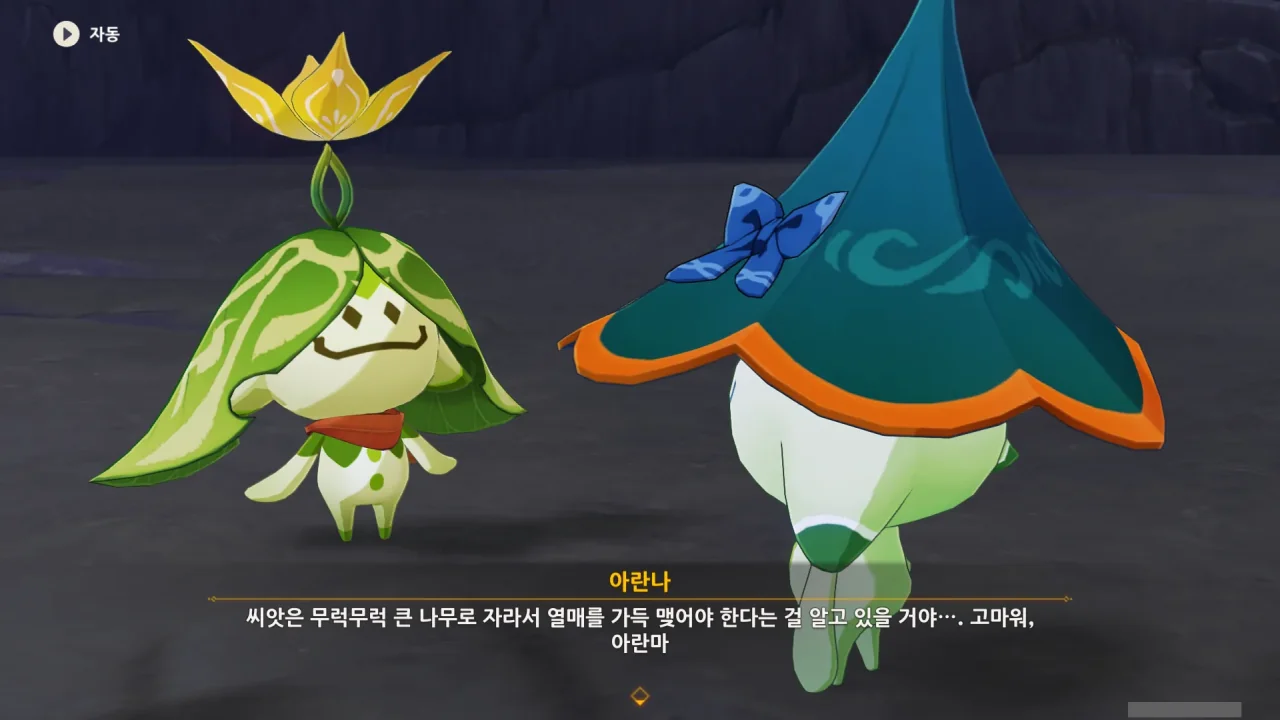 자동
아란나
씨앗은 무럭무럭 큰 나무로 자라서 열매를 가득 맺어야 한다는 걸 알고 있을 거야…. 고마워,
아란마